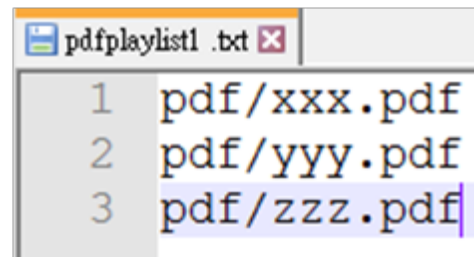 pdfplaylist1 .txt
1 pdf/xxx.pdf
2 pdf/yyy.pdf
3 pdf/zzz.pdf